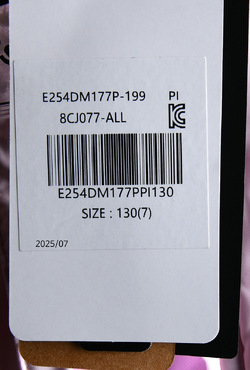 E254DM177P-199 PI
8CJ077-ALL
E254DM177PPI130
SIZE : 130(7)
2025/07